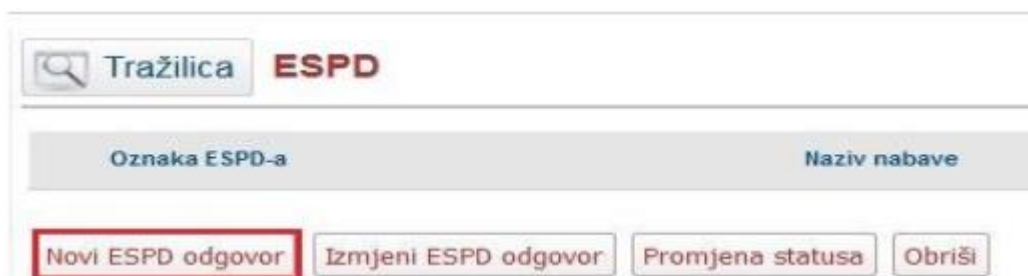 Tražilica ESPD
Oznaka ESPD-a Naziv nabave
Novi ESPD odgovor Izmjeni ESPD odgovor Promjena statusa Obriši